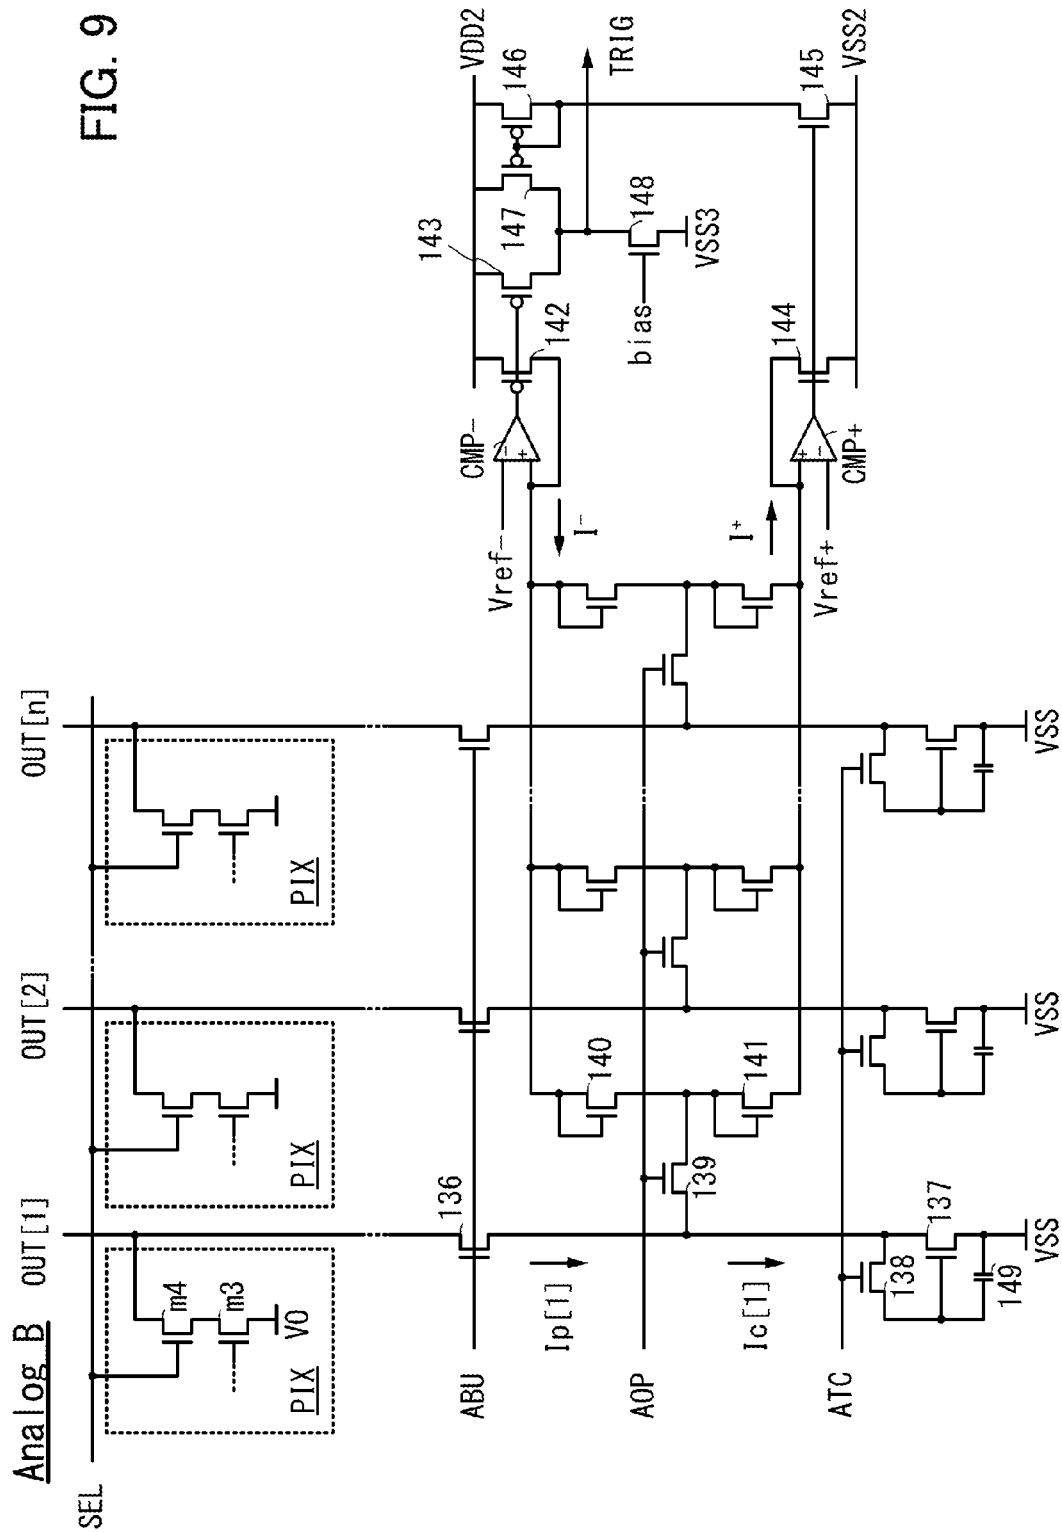 FIG. 9
Analog B
OUT[1]
OUT[2]
OUT[n]
SEL
m4
m3
V0
PIX
PIX
PIX
ABU
136
Ip[1]
AOP
139
140
141
Ic[1]
ATC
138
137
149
VSS
VSS
VSS
Vref-
CMP-
-
+
I-
I+
Vref+
CMP+
+
-
VDD2
142
143
147
146
TRIG
bias
148
VSS3
144
145
VSS2